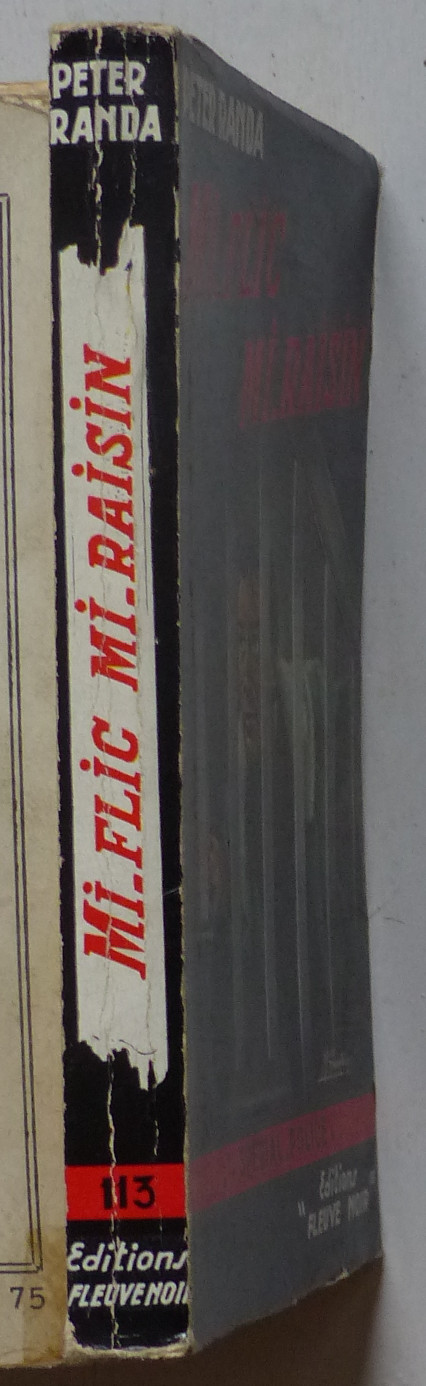 PETER
RANDA
Mi.FLIC Mi.RAISIN
113
Editions
FLEUVE NOIR
75
PETER RANDA
Mi.FLIC
Mi.RAISIN
Editions
"FLEUVE NOIR"